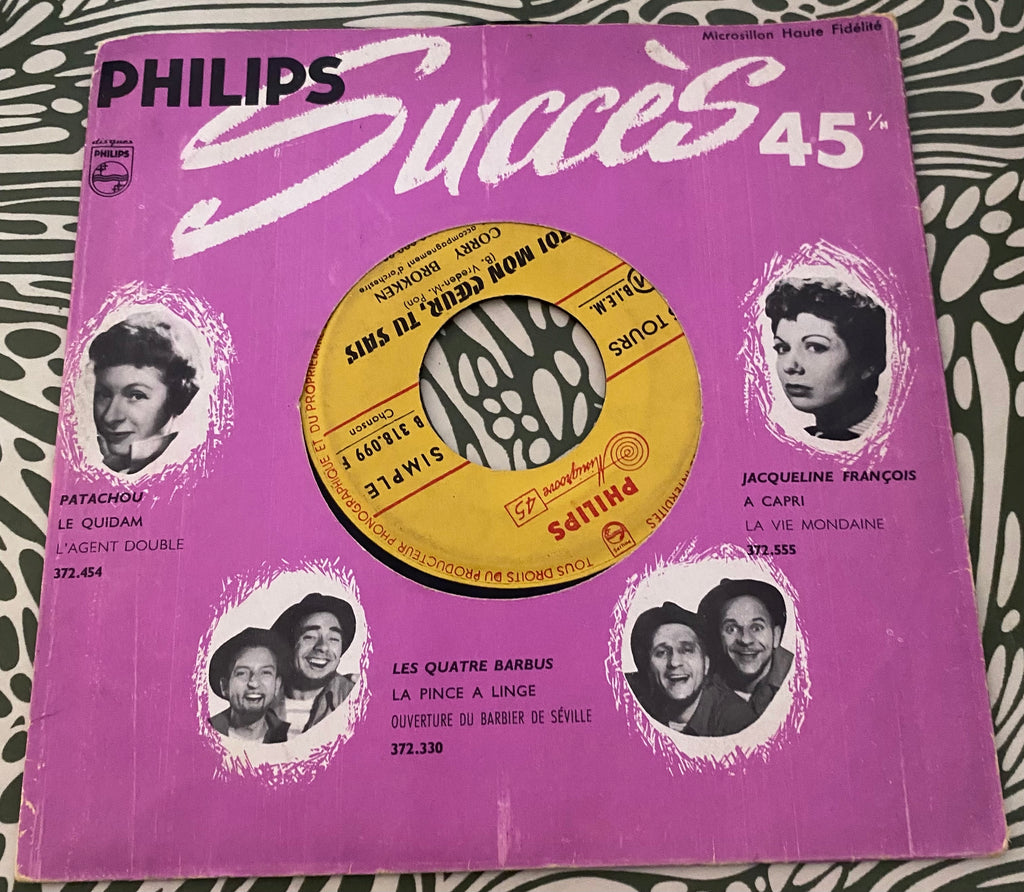 Microsillon Haute Fidélité
PHILIPS
Succès
45 T/M
disques
PHILIPS
PATACHOU
LE QUIDAM
L'AGENT DOUBLE
372.454
JACQUELINE FRANÇOIS
A CAPRI
LA VIE MONDAINE
372.555
LES QUATRE BARBUS
LA PINCE A LINGE
OUVERTURE DU BARBIER DE SÉVILLE
372.330
PHILIPS
Minigroove 45
PHILIPS
SIMPLE
TOURS
B 318.099 F
Chanson
B.I.E.M.
TOI MON CŒUR, TU SAIS
(B. Vreden-M. Pon)
CORRY BROKKEN
accompagnement d'orchestre
TOUS DROITS DU PRODUCTEUR PHONOGRAPHIQUE ET DU PROPRIÉTAI
INTERDITES